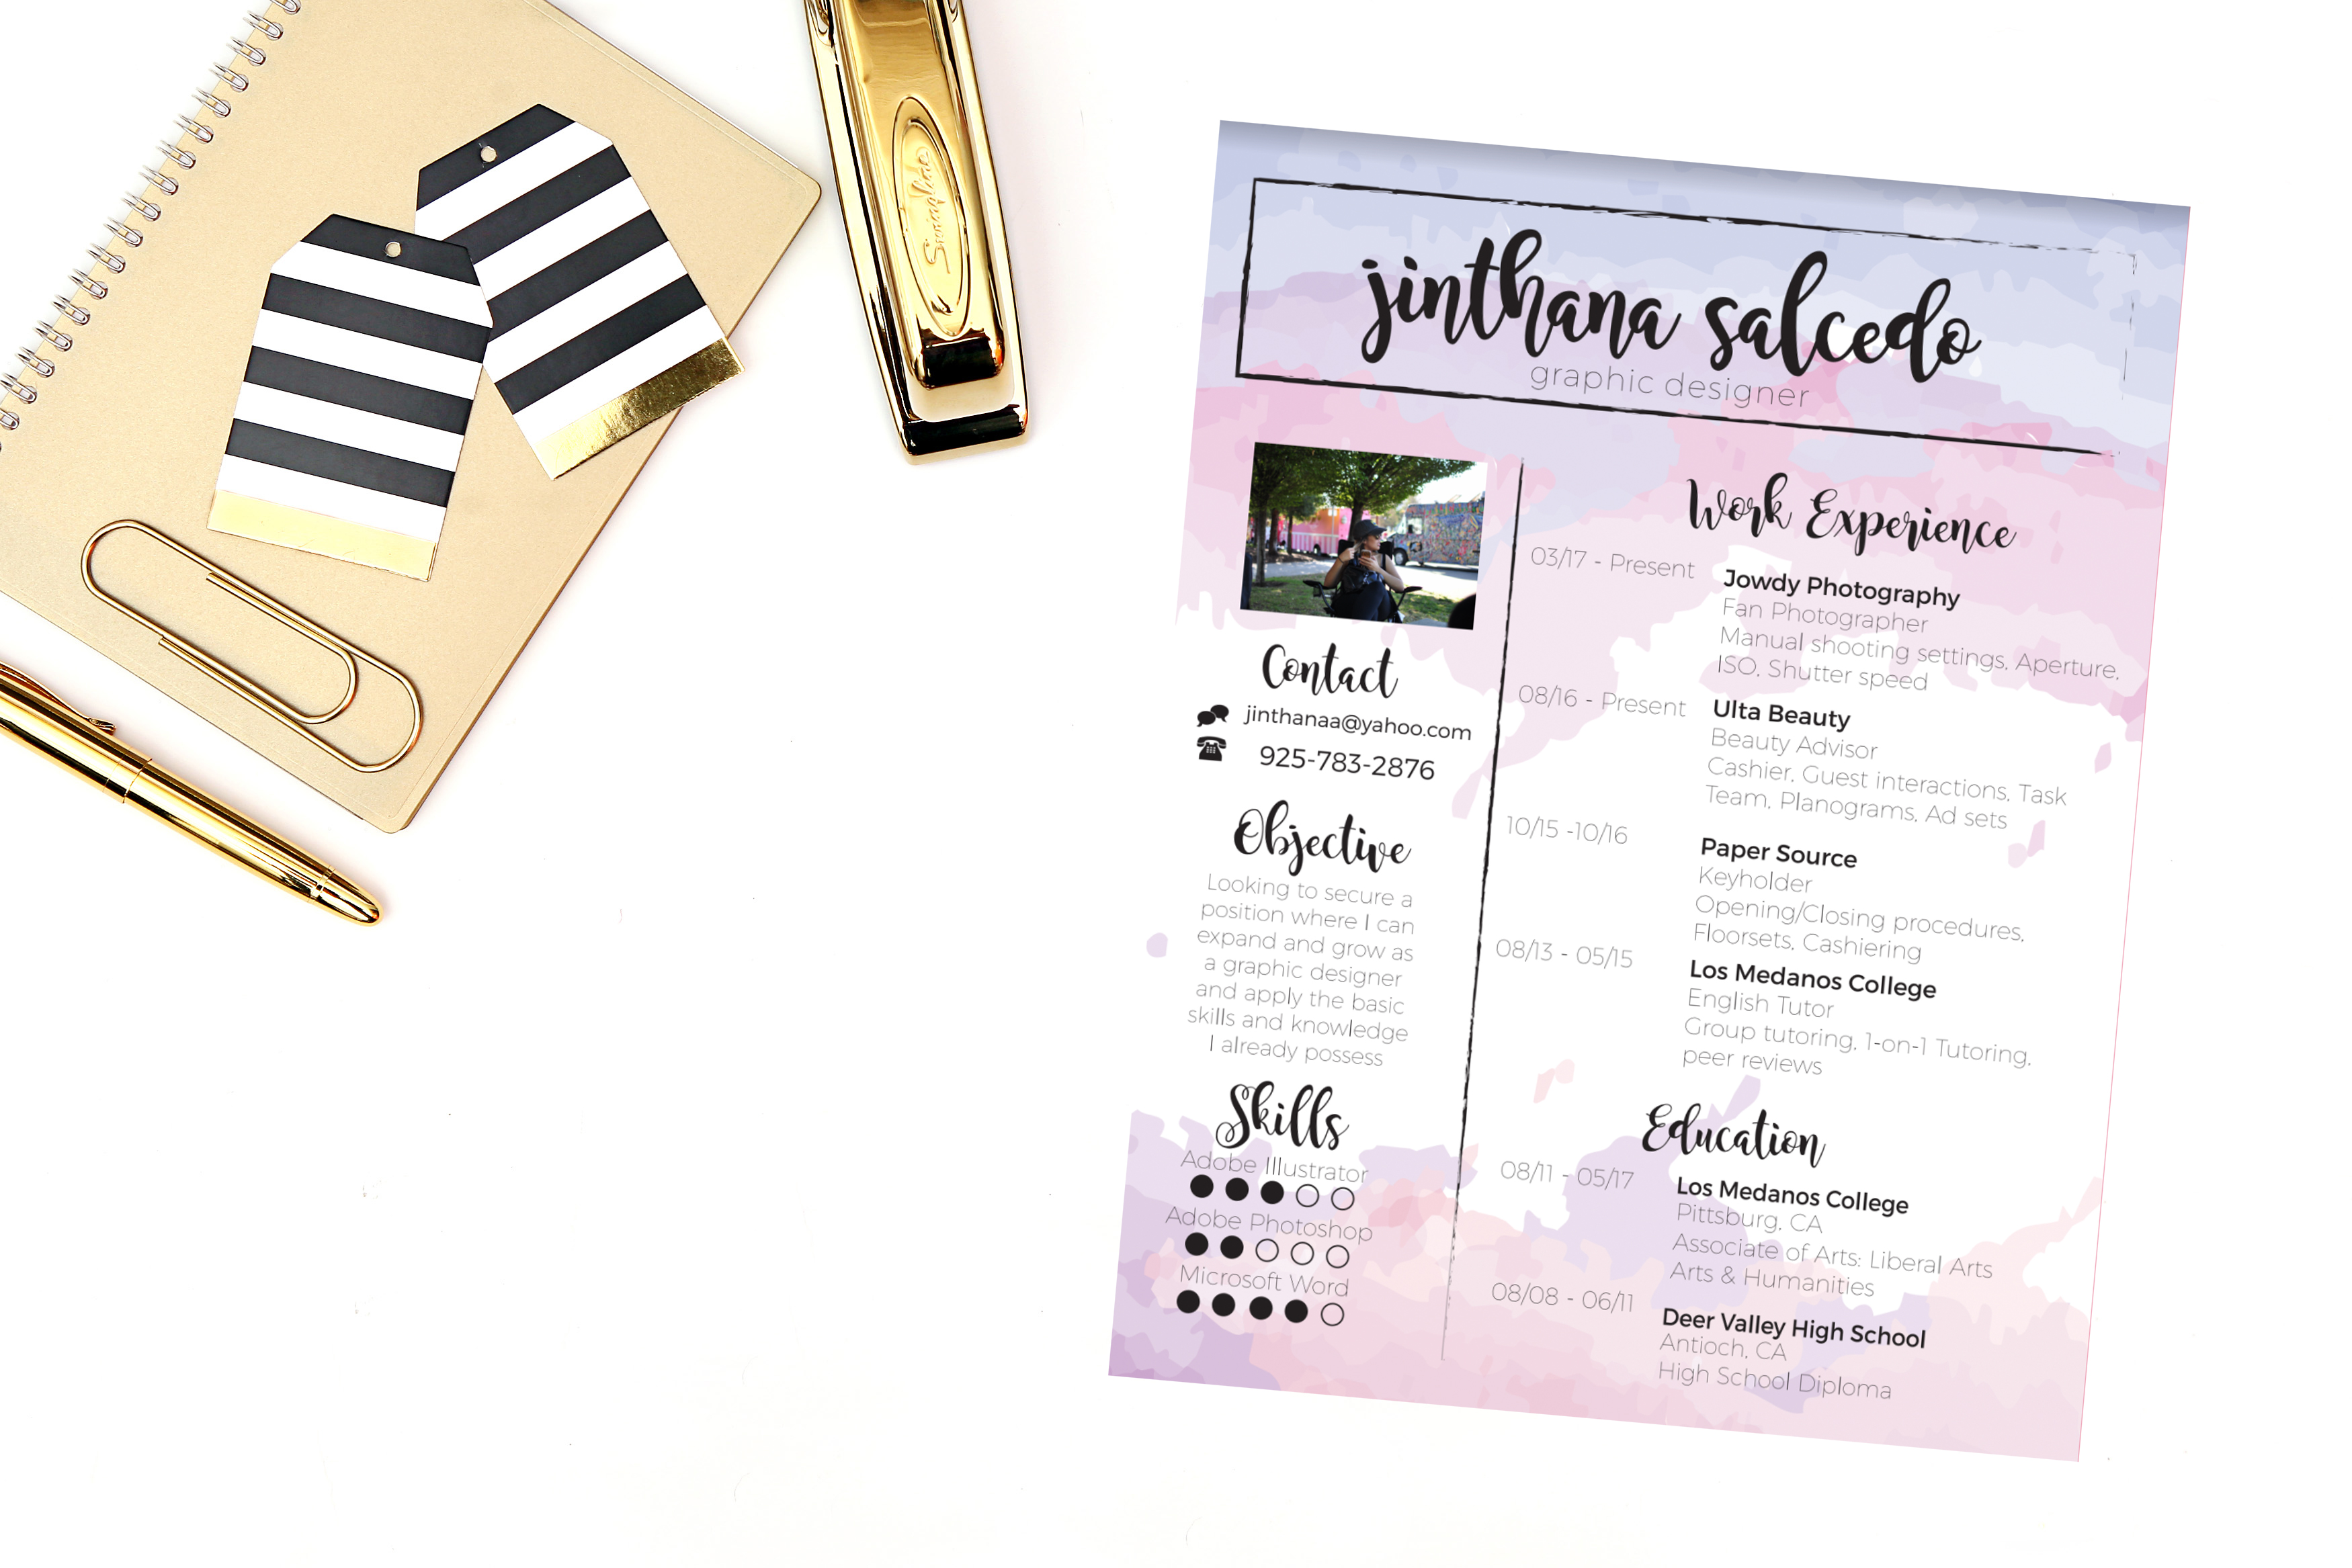 Swingline
jinthana salcedo
graphic designer
Contact
jinthanaa@yahoo.com
925-783-2876
Objective
Looking to secure a
position where I can
expand and grow as
a graphic designer
and apply the basic
skills and knowledge
I already possess
Skills
Adobe Illustrator
Adobe Photoshop
Microsoft Word
Work Experience
03/17 - Present
Jowdy Photography
Fan Photographer
Manual shooting settings, Aperture,
ISO, Shutter speed
08/16 - Present
Ulta Beauty
Beauty Advisor
Cashier, Guest interactions, Task
Team, Planograms, Ad sets
10/15 -10/16
Paper Source
Keyholder
Opening/Closing procedures,
Floorsets, Cashiering
08/13 - 05/15
Los Medanos College
English Tutor
Group tutoring, 1-on-1 Tutoring,
peer reviews
Education
08/11 - 05/17
Los Medanos College
Pittsburg, CA
Associate of Arts: Liberal Arts
Arts & Humanities
08/08 - 06/11
Deer Valley High School
Antioch, CA
High School Diploma